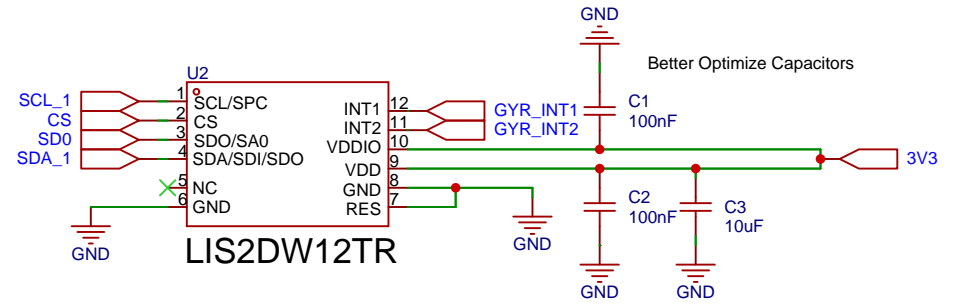 GND
Better Optimize Capacitors
U2
C1
100nF
SCL_1
1
SCL/SPC
INT1
12
GYR_INT1
CS
2
CS
INT2
11
GYR_INT2
SD0
3
SDO/SA0
VDDIO
10
SDA_1
4
SDA/SDI/SDO
VDD
9
3V3
5
NC
GND
8
6
GND
RES
7
C2
100nF
C3
10uF
GND
LIS2DW12TR
GND
GND
GND